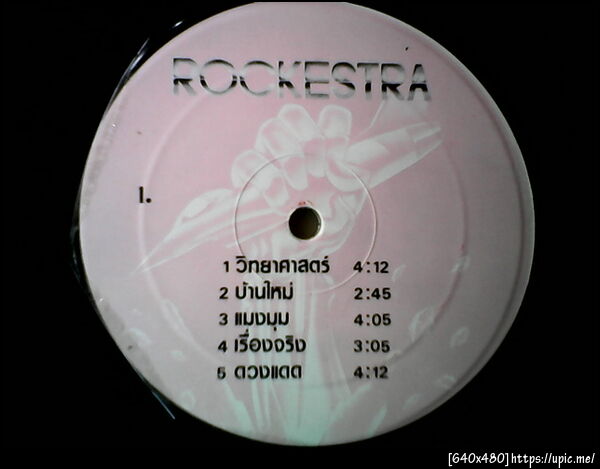 ROCKESTRA
1.
1 วิทยาศาสตร์ 4:12
2 บ้านใหม่ 2:45
3 แมงมุม 4:05
4 เรื่องจริง 3:05
5 ดวงแดด 4:12
[640x480]https://upic.me/